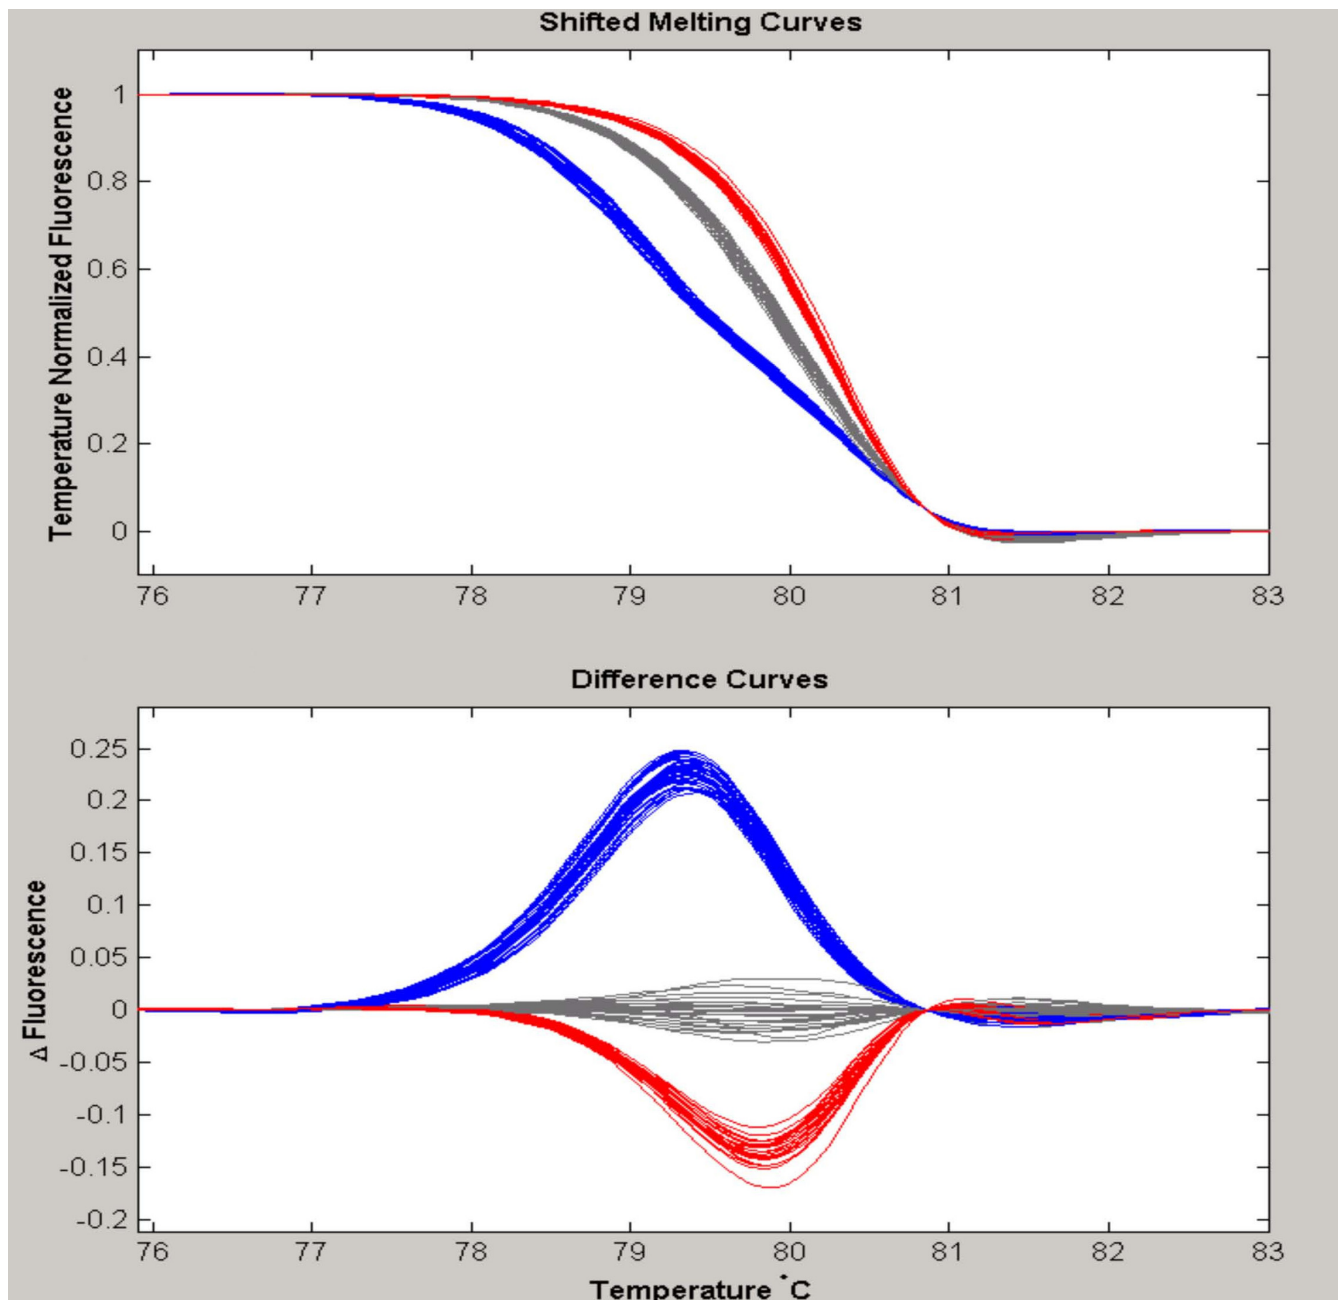 Shifted Melting Curves
Temperature Normalized Fluorescence
1
0.8
0.6
0.4
0.2
0
76 77 78 79 80 81 82 83
Difference Curves
Δ Fluorescence
0.25
0.2
0.15
0.1
0.05
0
-0.05
-0.1
-0.15
-0.2
76 77 78 79 80 81 82 83
Temperature °C